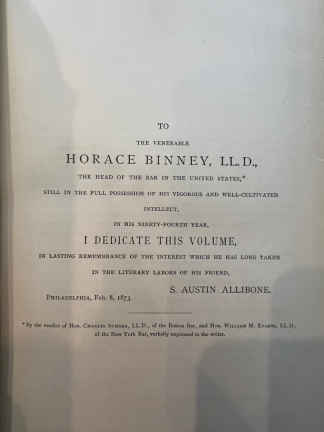 TO
THE VENERABLE
HORACE BINNEY, LL.D.,
THE HEAD OF THE BAR IN THE UNITED STATES,*
STILL IN THE FULL POSSESSION OF HIS VIGOROUS AND WELL-CULTIVATED
INTELLECT,
IN HIS NINETY-FOURTH YEAR,
I DEDICATE THIS VOLUME,
IN LASTING REMEMBRANCE OF THE INTEREST WHICH HE HAS LONG TAKEN
IN THE LITERARY LABORS OF HIS FRIEND,
S. AUSTIN ALLIBONE.
PHILADELPHIA, Feb. 8, 1873.
* By the verdict of HON. CHARLES SUMNER, LL.D., of the Boston Bar, and HON. WILLIAM M. EVARTS, LL.D.,
of the New York Bar, verbally expressed to the writer.